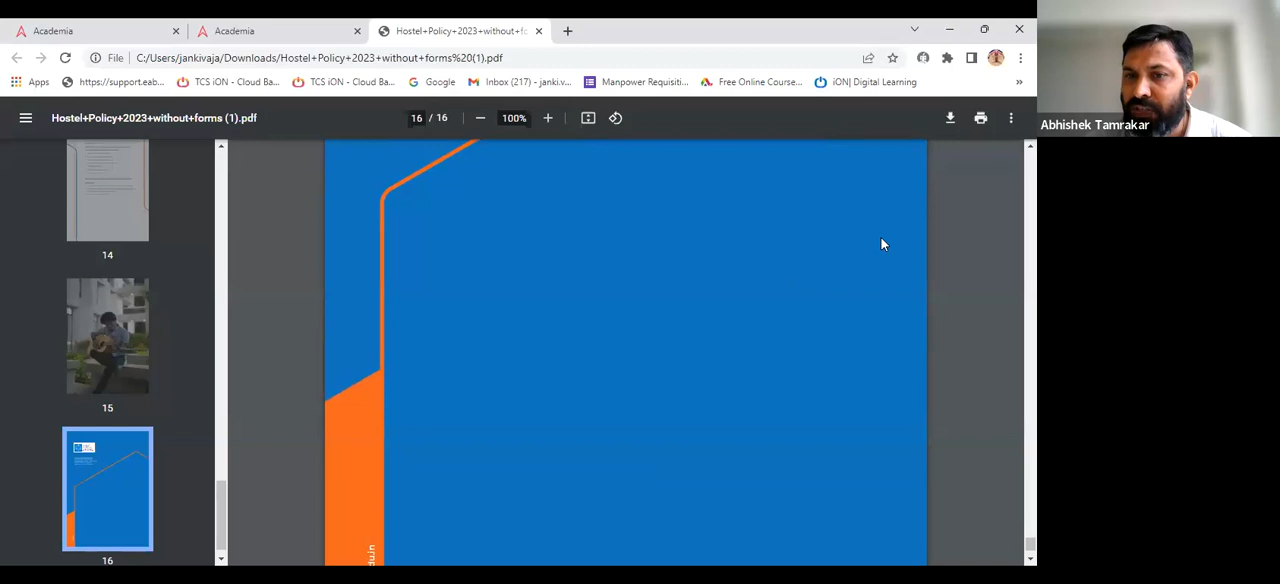 Academia
Academia
Hostel+Policy+2023+without+fo
File
C:/Users/jankivaja/Downloads/Hostel+Policy+2023+without+forms%20(1).pdf
Apps
https://support.eab...
TCS iON - Cloud Ba...
TCS iON - Cloud Ba...
Google
Inbox (217) - janki.v...
Manpower Requisiti...
Free Online Course...
iON| Digital Learning
»
Hostel+Policy+2023+without+forms (1).pdf
16 / 16
100%
Abhishek Tamrakar
14
15
16
du.in